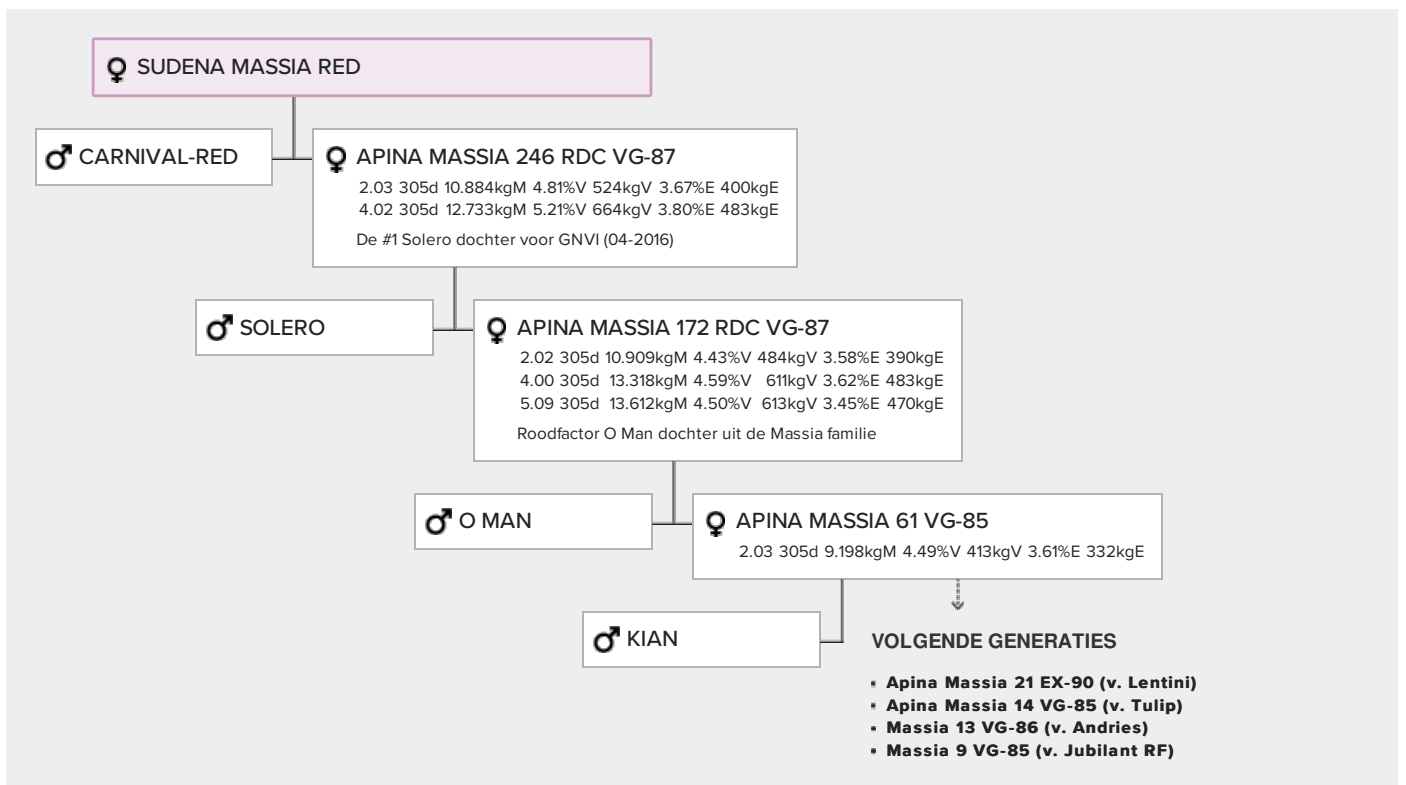 SUDENA MASSIA RED
CARNIVAL-RED
APINA MASSIA 246 RDC VG-87
2.03 305d 10.884kgM 4.81%V 524kgV 3.67%E 400kgE
4.02 305d 12.733kgM 5.21%V 664kgV 3.80%E 483kgE
De #1 Solero dochter voor GNVI (04-2016)
SOLERO
APINA MASSIA 172 RDC VG-87
2.02 305d 10.909kgM 4.43%V 484kgV 3.58%E 390kgE
4.00 305d 13.318kgM 4.59%V 611kgV 3.62%E 483kgE
5.09 305d 13.612kgM 4.50%V 613kgV 3.45%E 470kgE
Roodfactor O Man dochter uit de Massia familie
O MAN
APINA MASSIA 61 VG-85
2.03 305d 9.198kgM 4.49%V 413kgV 3.61%E 332kgE
KIAN
VOLGENDE GENERATIES
Apina Massia 21 EX-90 (v. Lentini)
Apina Massia 14 VG-85 (v. Tulip)
Massia 13 VG-86 (v. Andries)
Massia 9 VG-85 (v. Jubilant RF)